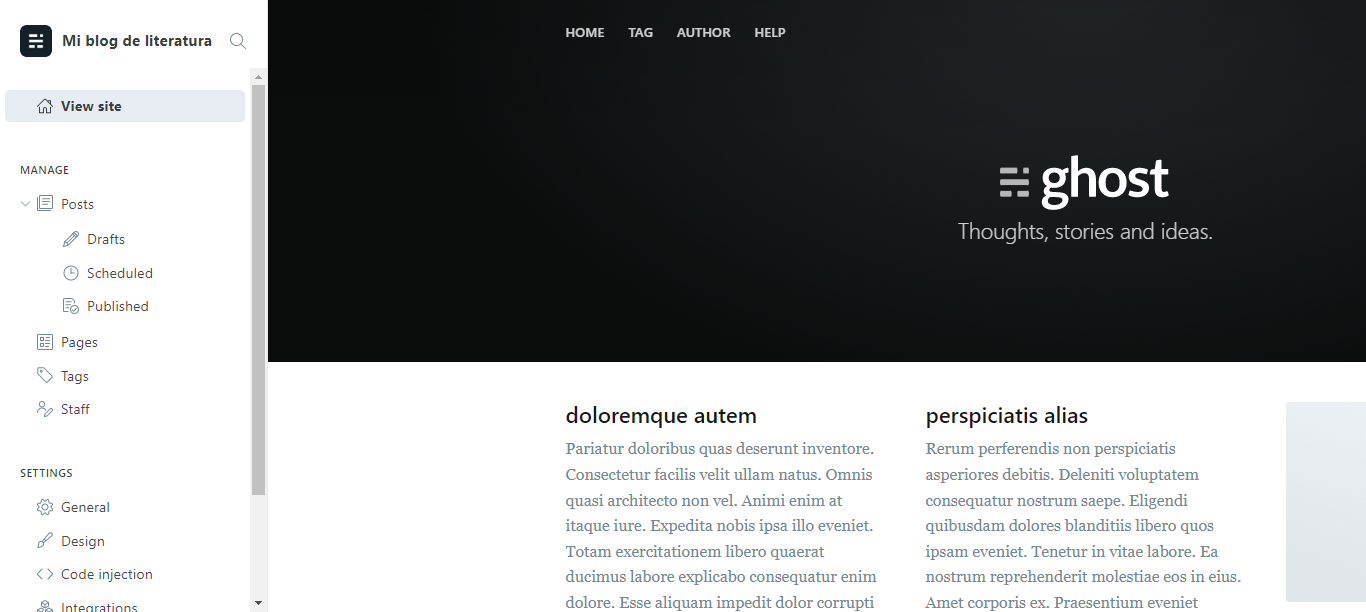 Mi blog de literatura
View site
MANAGE
Posts
Drafts
Scheduled
Published
Pages
Tags
Staff
SETTINGS
General
Design
Code injection
Integrations
HOME TAG AUTHOR HELP
ghost
Thoughts, stories and ideas.
doloremque autem
Pariatur doloribus quas deserunt inventore.
Consectetur facilis velit ullam natus. Omnis
quasi architecto non vel. Animi enim at
itaque iure. Expedita nobis ipsa illo eveniet.
Totam exercitationem libero quaerat
ducimus labore explicabo consequatur enim
dolore. Esse aliquam impedit dolor corrupti
perspiciatis alias
Rerum perferendis non perspiciatis
asperiores debitis. Deleniti voluptatem
consequatur nostrum saepe. Eligendi
quibusdam dolores blanditiis libero quos
ipsam eveniet. Tenetur in vitae labore. Ea
nostrum reprehenderit molestiae eos in eius.
Amet corporis ex. Praesentium eveniet